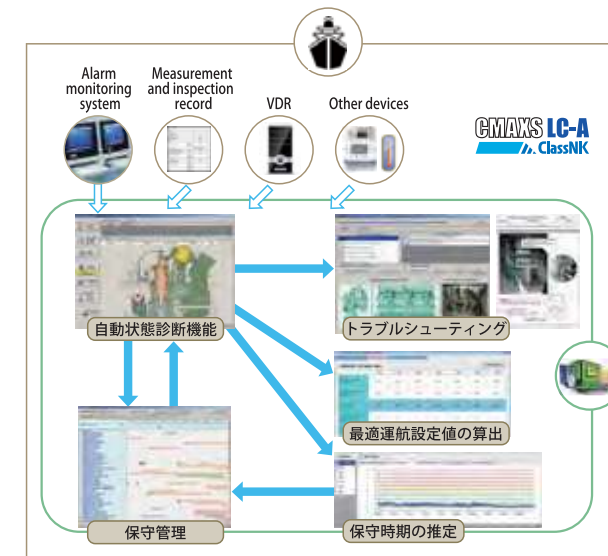 Alarm
monitoring
system
Measurement
and inspection
record
VDR
Other devices
CMAXS LC-A
ClassNK
自動状態診断機能
トラブルシューティング
最適運航設定値の算出
保守管理
保守時期の推定